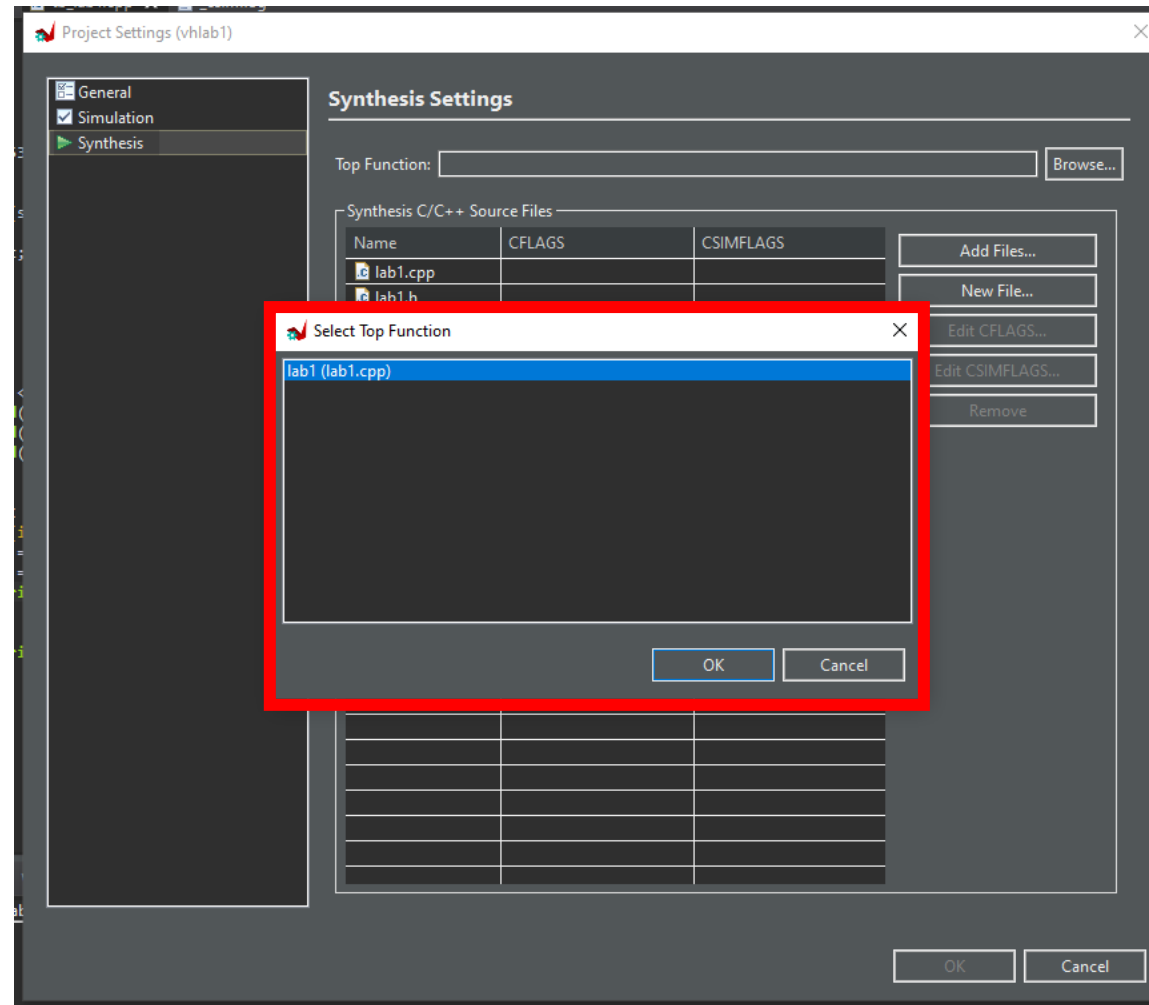 Project Settings (vhlab1)
General
Simulation
Synthesis
Synthesis Settings
Top Function:
Browse...
Synthesis C/C++ Source Files
Name CFLAGS CSIMFLAGS
lab1.cpp
lab1.h
Add Files...
New File...
Edit CFLAGS...
Edit CSIMFLAGS...
Remove
Select Top Function
lab1 (lab1.cpp)
OK Cancel
OK Cancel